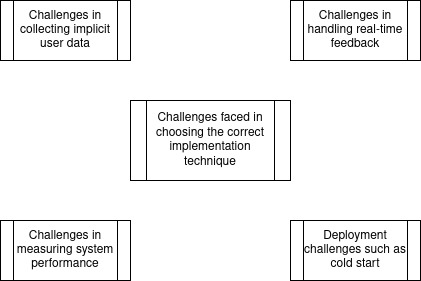 Challenges in
collecting implicit
user data
Challenges in
handling real-time
feedback
Challenges faced in
choosing the correct
implementation
technique
Challenges in
measuring system
performance
Deployment
challenges such as
cold start